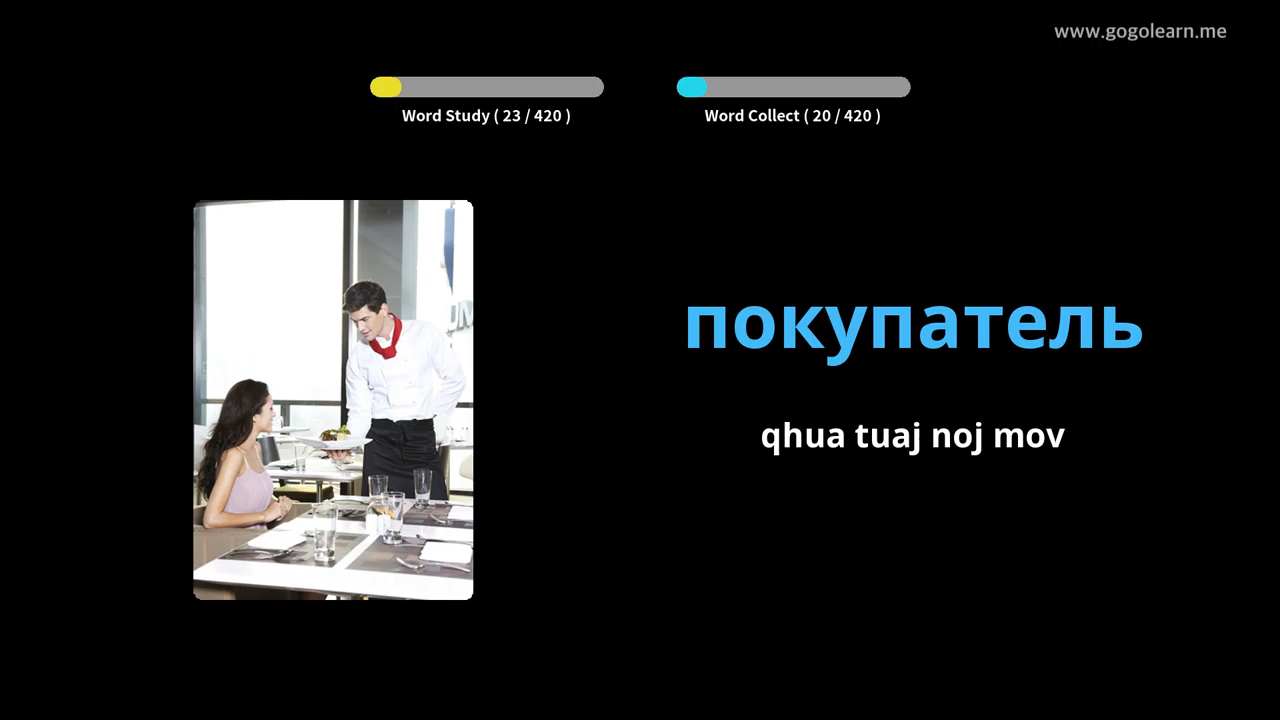 www.gogolearn.me
Word Study ( 23 / 420 )
Word Collect ( 20 / 420 )
покупатель
qhua tuaj noj mov